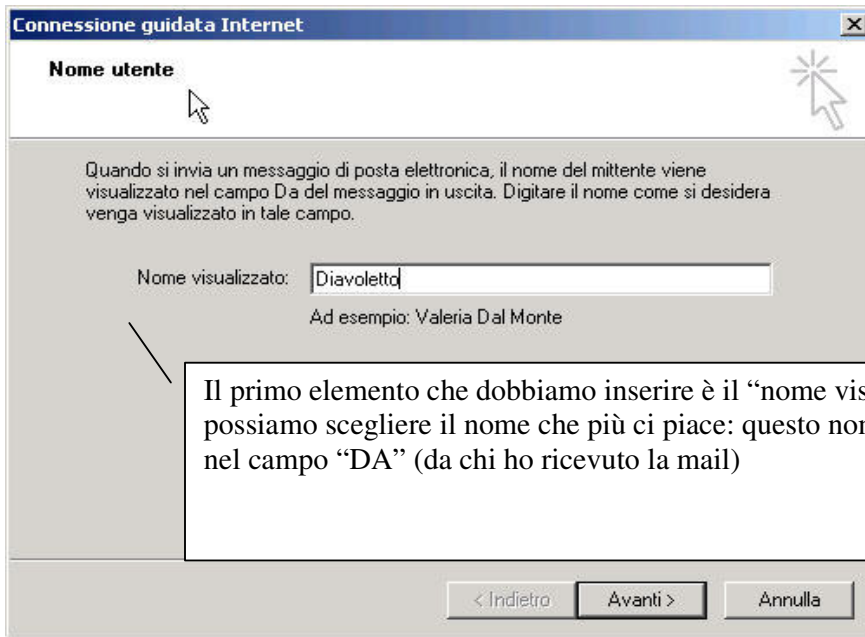 Connessione guidata Internet
Nome utente
Quando si invia un messaggio di posta elettronica, il nome del mittente viene
visualizzato nel campo Da del messaggio in uscita. Digitare il nome come si desidera
venga visualizzato in tale campo.
Nome visualizzato: Diavoletto
Ad esempio: Valeria Dal Monte
Il primo elemento che dobbiamo inserire è il “nome
possiamo scegliere il nome che più ci piace: questo
nel campo “DA” (da chi ho ricevuto la mail)
< Indietro Avanti > Annulla